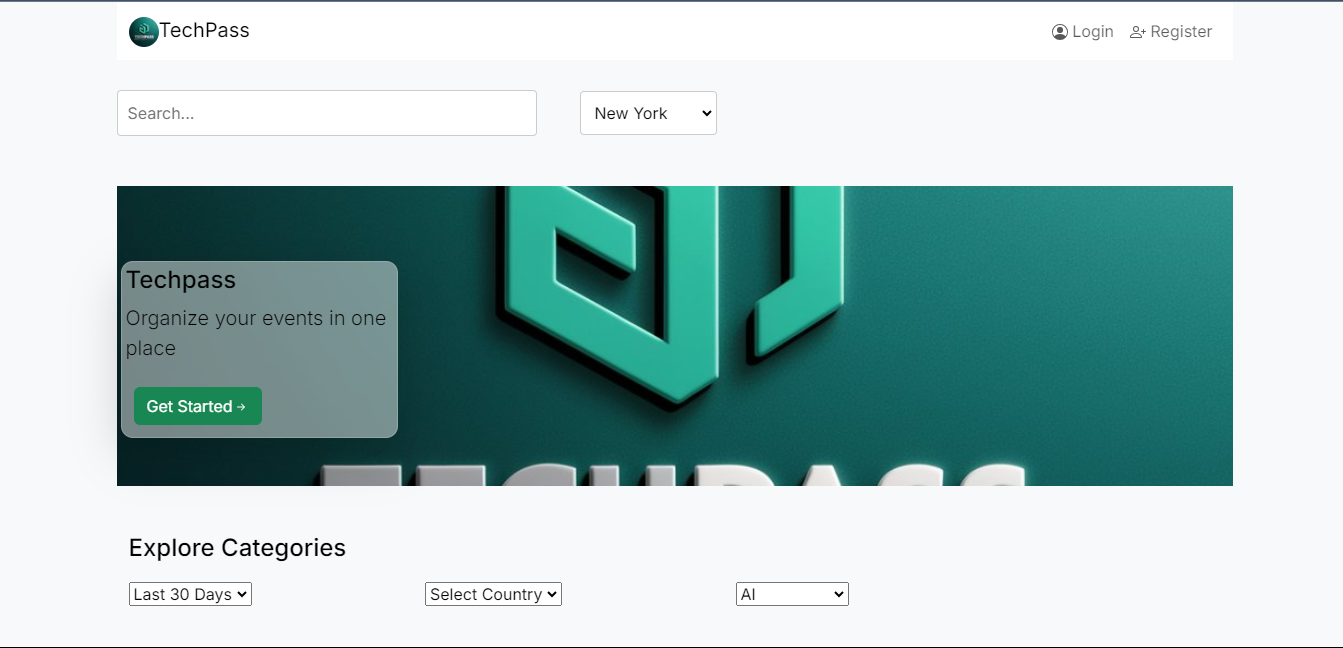 TechPass
Login
Register
Search...
New York
Techpass
Organize your events in one
place
Get Started →
TECHPASS
Explore Categories
Last 30 Days
Select Country
AI